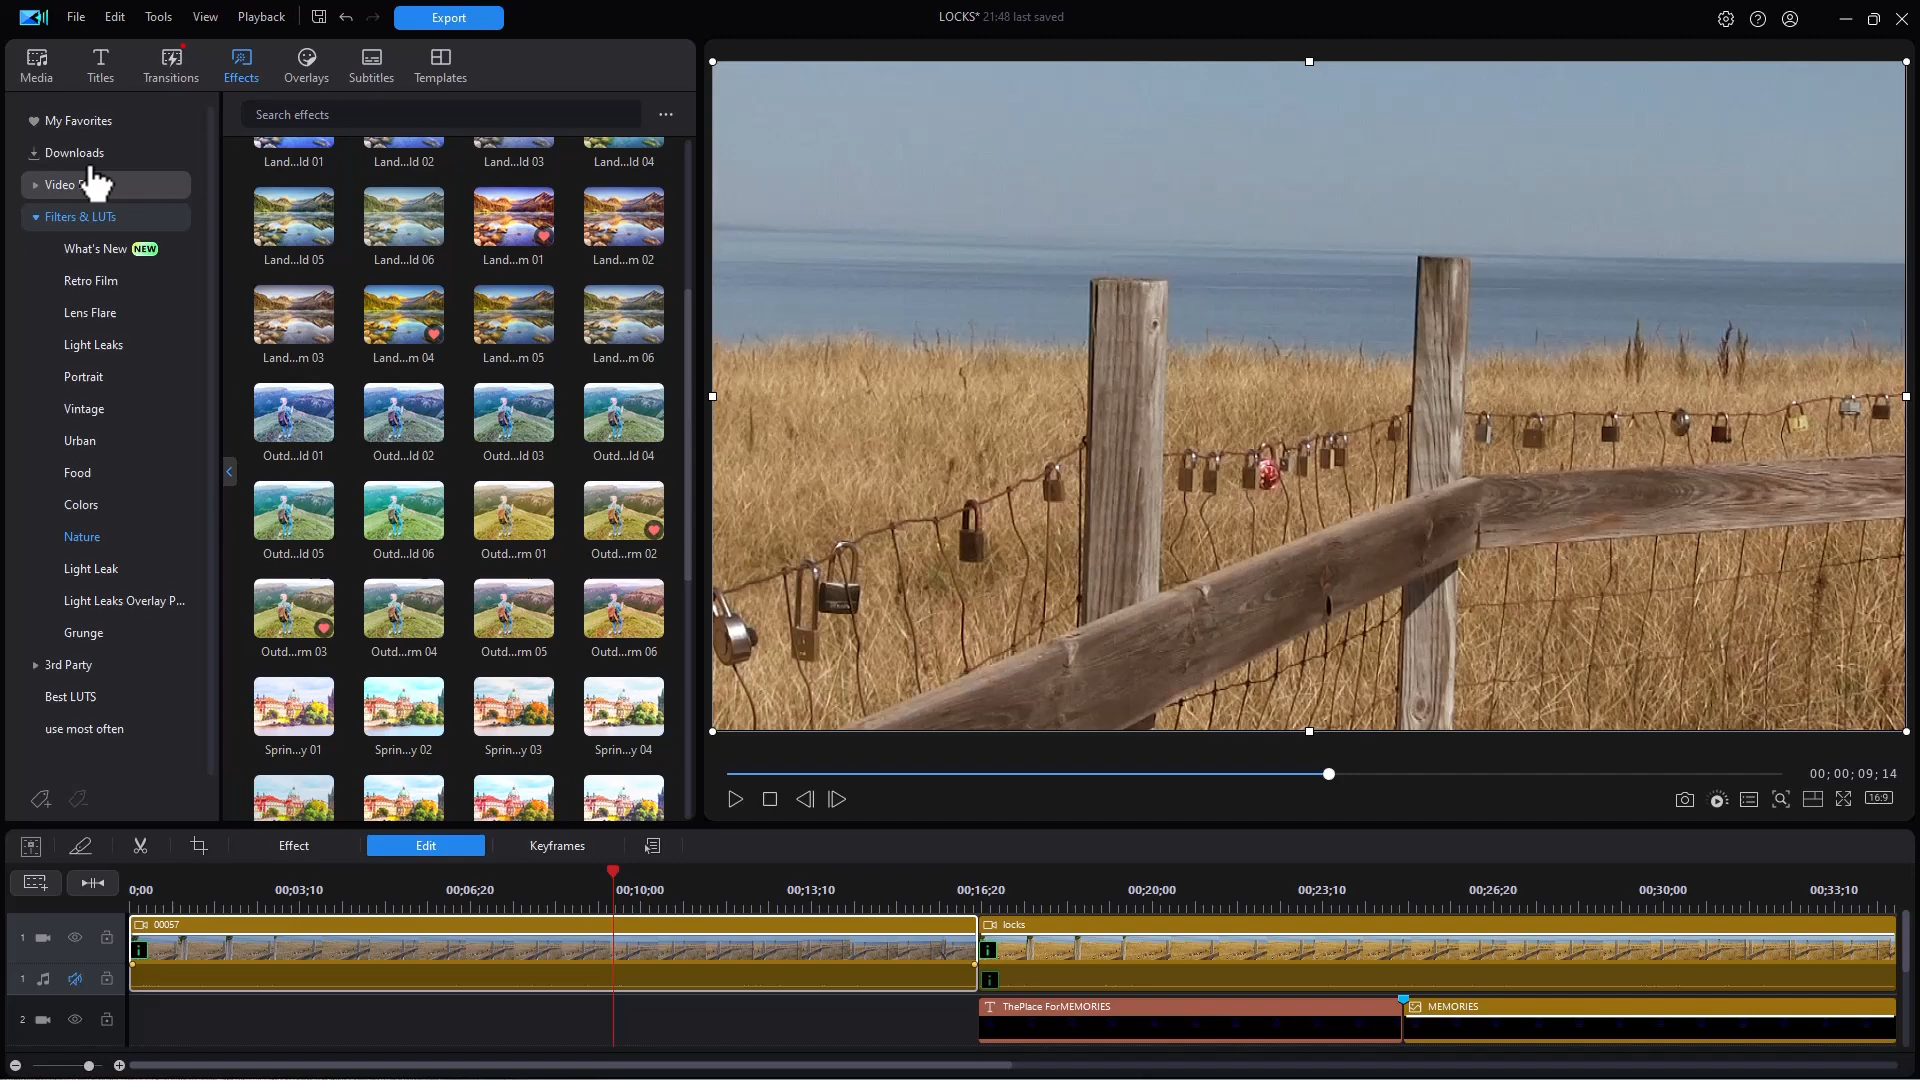 File Edit View Tools Playback Export LOCKS* 21:48 last saved
Media Titles Transitions Effects Overlays Subtitles Templates
Search effects
My Favorites
Downloads
Video
Filters & LUTs
What's New NEW
Retro Film
Lens Flare
Light Leaks
Portrait
Vintage
Urban
Food
Colors
Nature
Light Leak
Light Leaks Overlay P...
Grunge
3rd Party
Best LUTS
use most often
Land...ld 01 Land...ld 02 Land...ld 03 Land...ld 04
Land...ld 05 Land...ld 06 Land...m 01 Land...m 02
Land...m 03 Land...m 04 Land...m 05 Land...m 06
Outd...ld 01 Outd...ld 02 Outd...ld 03 Outd...ld 04
Outd...ld 05 Outd...ld 06 Outd...rm 01 Outd...rm 02
Outd...rm 03 Outd...rm 04 Outd...rm 05 Outd...rm 06
Sprin...y 01 Sprin...y 02 Sprin...y 03 Sprin...y 04
00; 00; 09; 14
16:9
Effect Edit Keyframes
0;00 00;03;10 00;06;20 00;10;00 00;13;10 00;16;20 00;20;00 00;23;10 00;26;20 00;30;00 00;33;10
1 00057 locks
1
2 ThePlace ForMEMORIES MEMORIES